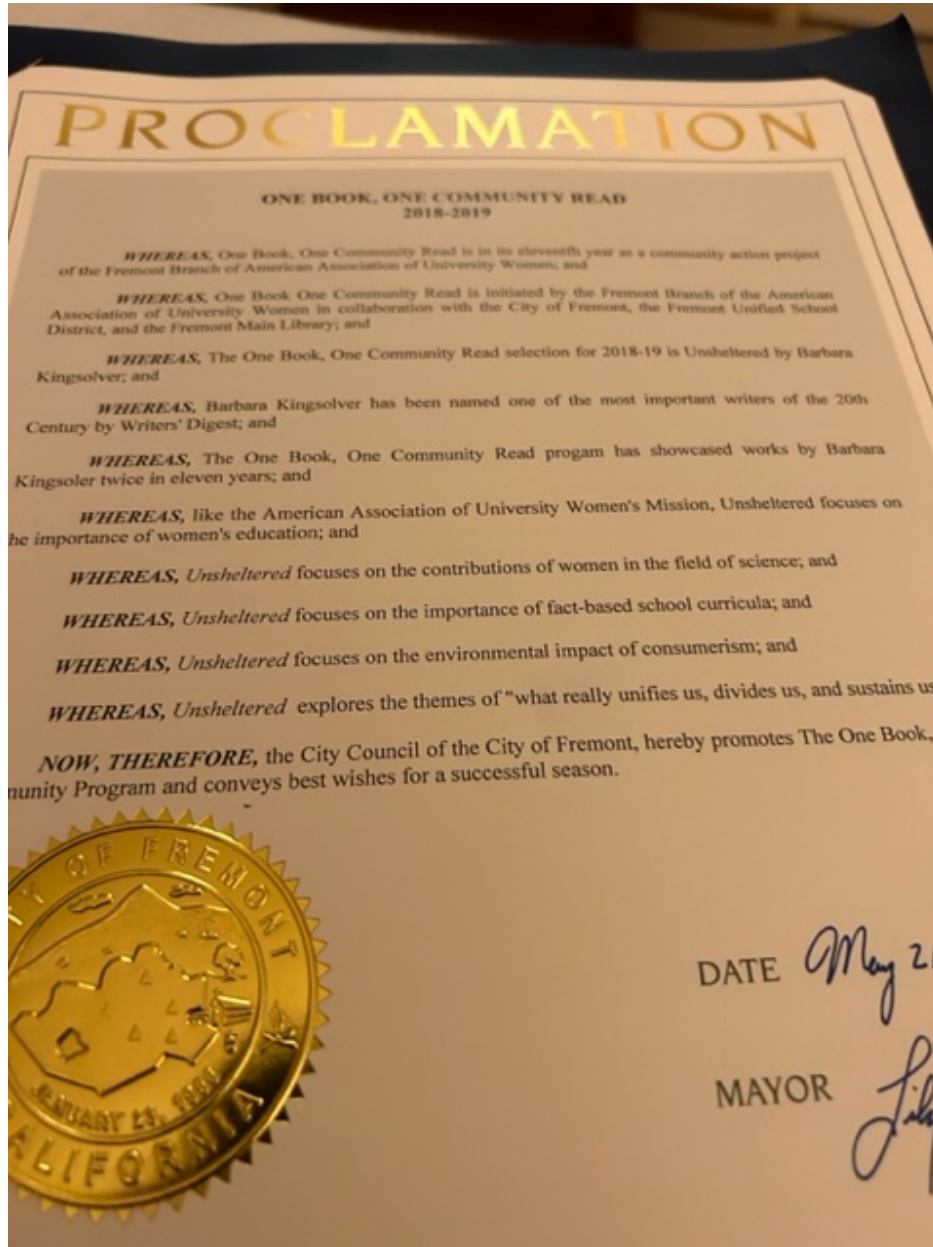 PROCLAMATION
ONE BOOK, ONE COMMUNITY READ
2018-2019
WHEREAS, One Book, One Community Read is in its eleventh year as a community action project
of the Fremont Branch of American Association of University Women; and
WHEREAS, One Book One Community Read is initiated by the Fremont Branch of the American
Association of University Women in collaboration with the City of Fremont, the Fremont Unified School
District, and the Fremont Main Library; and
WHEREAS, The One Book, One Community Read selection for 2018-19 is Unsheltered by Barbara
Kingsolver; and
WHEREAS, Barbara Kingsolver has been named one of the most important writers of the 20th
Century by Writers' Digest; and
WHEREAS, The One Book, One Community Read progam has showcased works by Barbara
Kingsoler twice in eleven years; and
WHEREAS, like the American Association of University Women's Mission, Unsheltered focuses on
he importance of women's education; and
WHEREAS, Unsheltered focuses on the contributions of women in the field of science; and
WHEREAS, Unsheltered focuses on the importance of fact-based school curricula; and
WHEREAS, Unsheltered focuses on the environmental impact of consumerism; and
WHEREAS, Unsheltered explores the themes of "what really unifies us, divides us, and sustains us
NOW, THEREFORE, the City Council of the City of Fremont, hereby promotes The One Book,
munity Program and conveys best wishes for a successful season.
TY OF FREMONT
JANUARY 23, 
ALIFORNIA
DATE May 2
MAYOR Lil